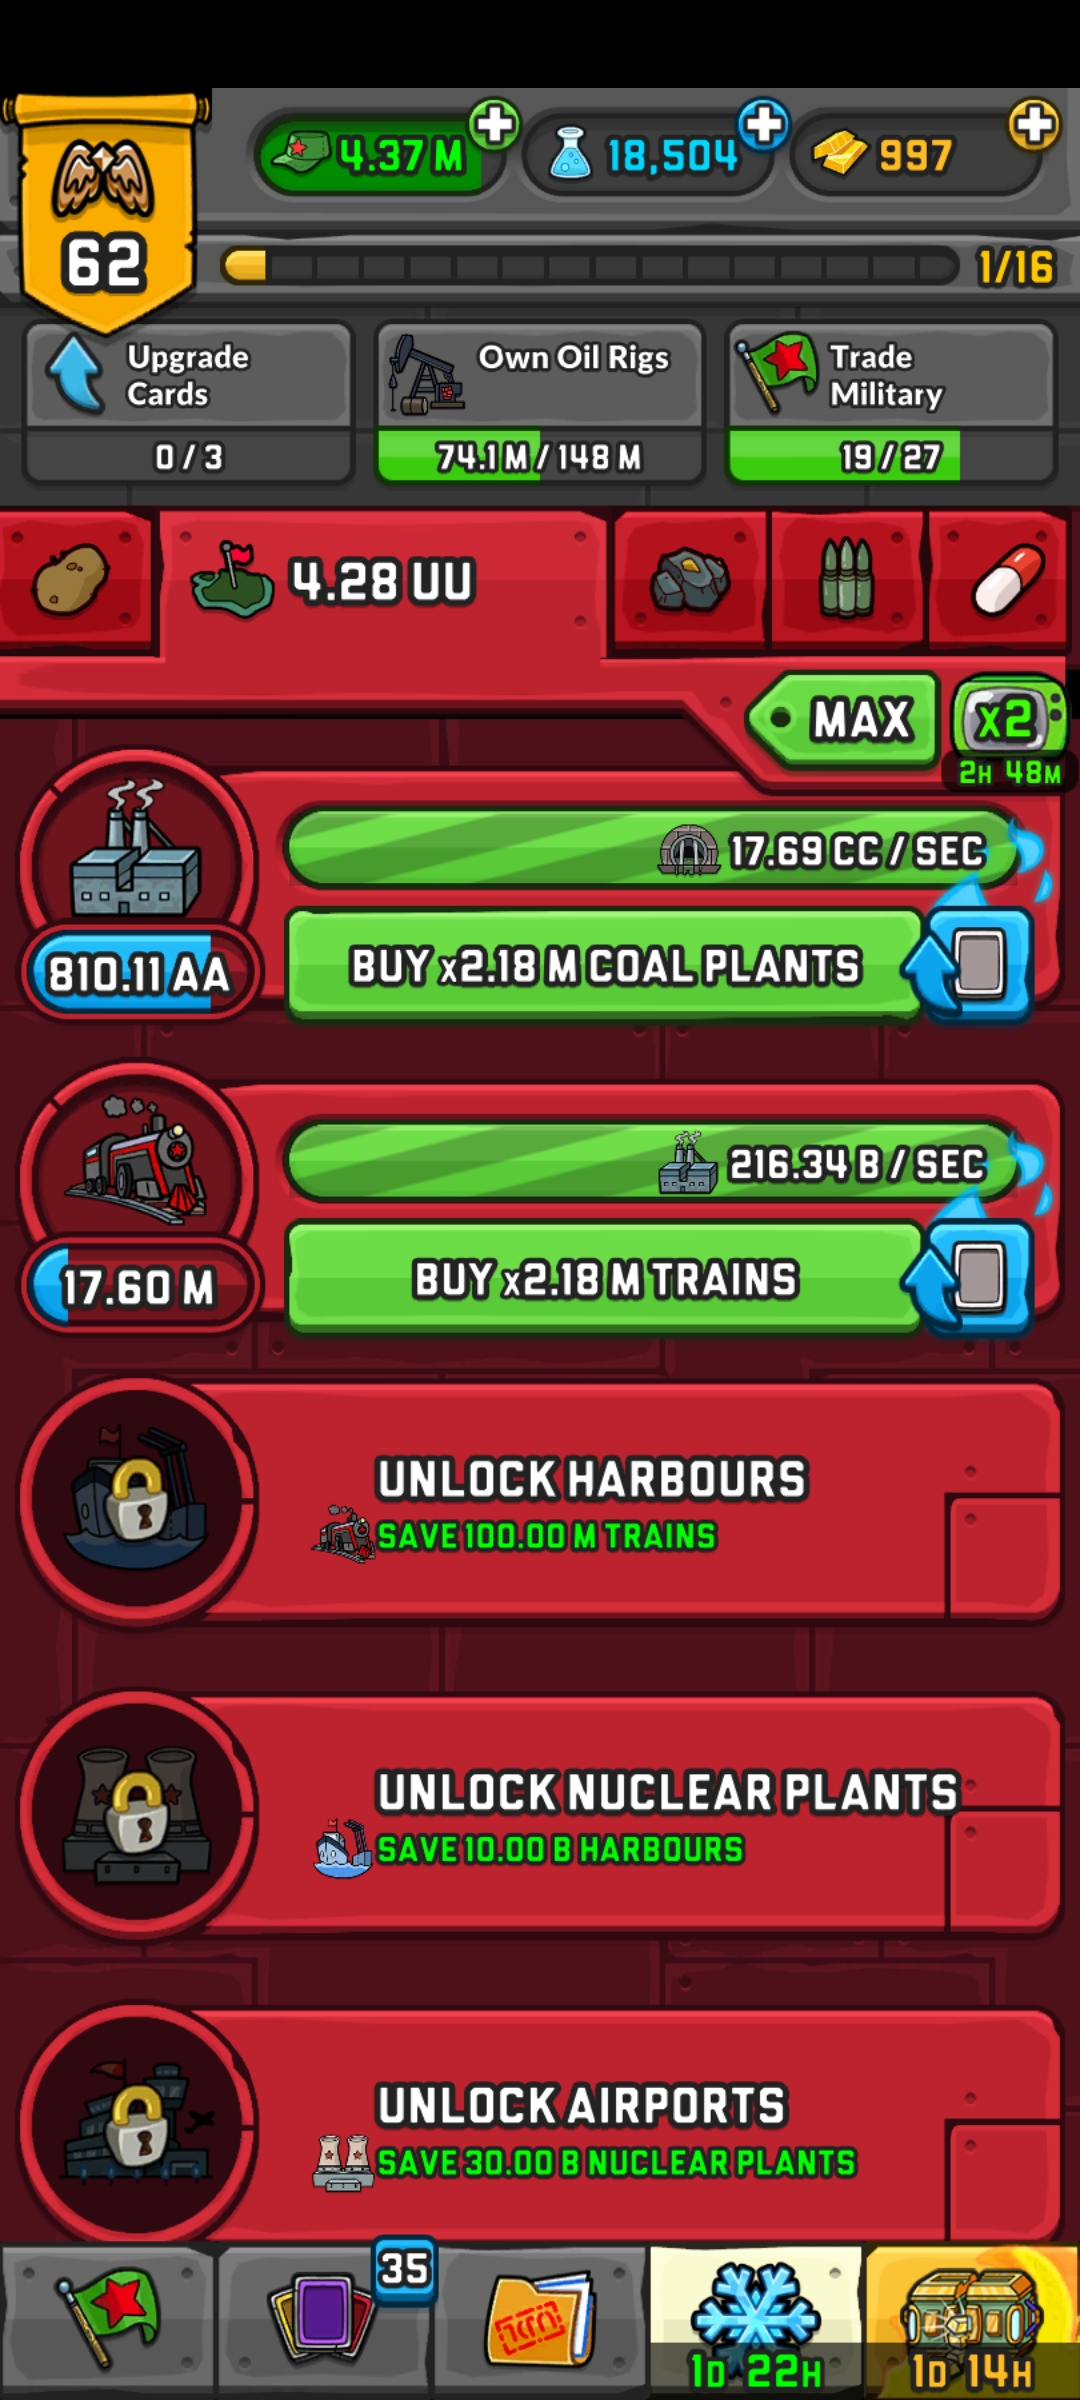 62
4.37 M
18,504
997
1/16
Upgrade
Cards
0 / 3
Own Oil Rigs
74.1 M / 148 M
Trade
Military
19 / 27
4.28 UU
MAX
x2
2H 48M
17.69 CC / SEC
810.11 AA
BUY x2.18 M COAL PLANTS
216.34 B / SEC
17.60 M
BUY x2.18 M TRAINS
UNLOCK HARBOURS
SAVE 100.00 M TRAINS
UNLOCK NUCLEAR PLANTS
SAVE 10.00 B HARBOURS
UNLOCK AIRPORTS
SAVE 30.00 B NUCLEAR PLANTS
35
1D 22H
1D 14H